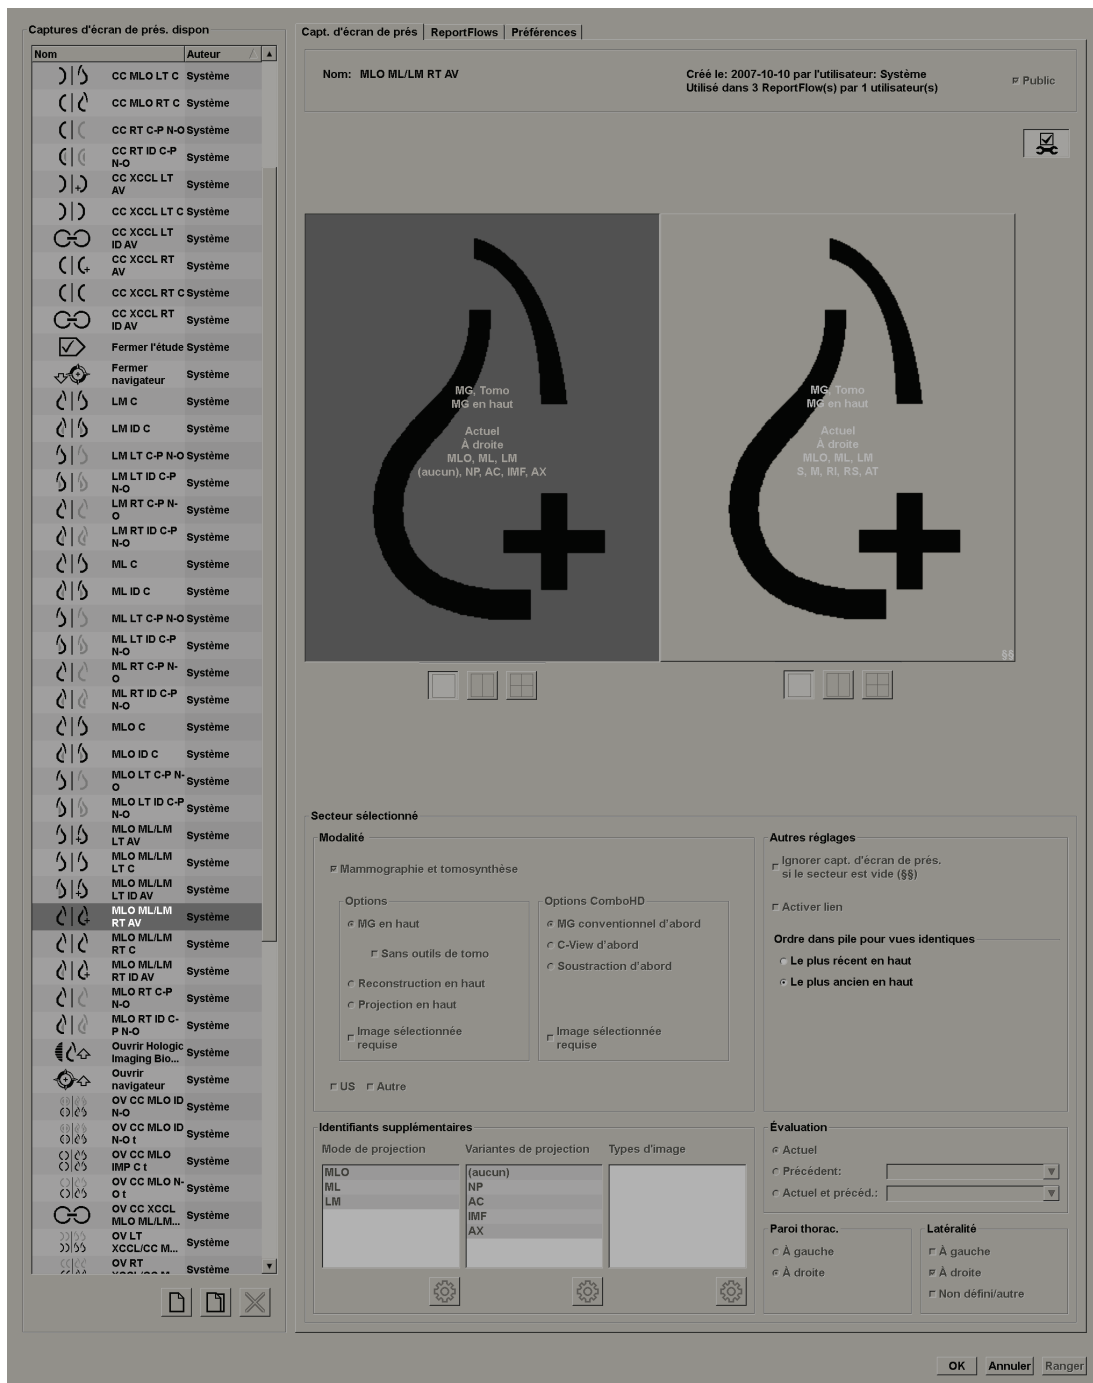 Captures d'écran de prés. dispon
Nom Auteur
CC MLO LT C Système
CC MLO RT C Système
CC RT C-P N-O Système
CC RT ID C-P
N-O Système
CC XCCL LT
AV Système
CC XCCL LT C Système
CC XCCL LT
ID AV Système
CC XCCL RT
AV Système
CC XCCL RT C Système
CC XCCL RT
ID AV Système
Fermer l'étude Système
Fermer
navigateur Système
LM C Système
LM ID C Système
LM LT C-P N-O Système
LM LT ID C-P
N-O Système
LM RT C-P N-
O Système
LM RT ID C-P
N-O Système
ML C Système
ML ID C Système
ML LT C-P N-O Système
ML LT ID C-P
N-O Système
ML RT C-P N-
O Système
ML RT ID C-P
N-O Système
MLO C Système
MLO ID C Système
MLO LT C-P N-
O Système
MLO LT ID C-P
N-O Système
MLO ML/LM
LT AV Système
MLO ML/LM
LT C Système
MLO ML/LM
LT ID AV Système
MLO ML/LM
RT AV Système
MLO ML/LM
RT C Système
MLO ML/LM
RT ID AV Système
MLO RT C-P
N-O Système
MLO RT ID C-
P N-O Système
Ouvrir Hologic
Imaging Bio... Système
Ouvrir
navigateur Système
OV CC MLO ID
N-O Système
OV CC MLO ID
N-O t Système
OV CC MLO
IMP C t Système
OV CC MLO N-
O t Système
OV CC XCCL
MLO ML/LM... Système
OV LT
XCCL/CC M... Système
OV RT
Système
Capt. d'écran de prés ReportFlows Préférences
Nom: MLO ML/LM RT AV
Créé le: 2007-10-10 par l'utilisateur: Système
Utilisé dans 3 ReportFlow(s) par 1 utilisateur(s)
Public
MG, Tomo
MG en haut
Actuel
À droite
MLO, ML, LM
(aucun), NP, AC, IMF, AX
MG, Tomo
MG en haut
Actuel
À droite
MLO, ML, LM
S, M, RI, RS, AT
§§
Secteur sélectionné
Modalité
Mammographie et tomosynthèse
Options
MG en haut
Sans outils de tomo
Reconstruction en haut
Projection en haut
Image sélectionnée
requise
Options ComboHD
MG conventionnel d'abord
C-View d'abord
Soustraction d'abord
Image sélectionnée
requise
US Autre
Autres réglages
Ignorer capt. d'écran de prés.
si le secteur est vide (§§)
Activer lien
Ordre dans pile pour vues identiques
Le plus récent en haut
Le plus ancien en haut
Identifiants supplémentaires
Mode de projection Variantes de projection Types d'image
MLO
ML
LM
(aucun)
NP
AC
IMF
AX
Évaluation
Actuel
Précédent:
Actuel et précéd.:
Paroi thorac.
À gauche
À droite
Latéralité
À gauche
À droite
Non défini/autre
OK Annuler Ranger